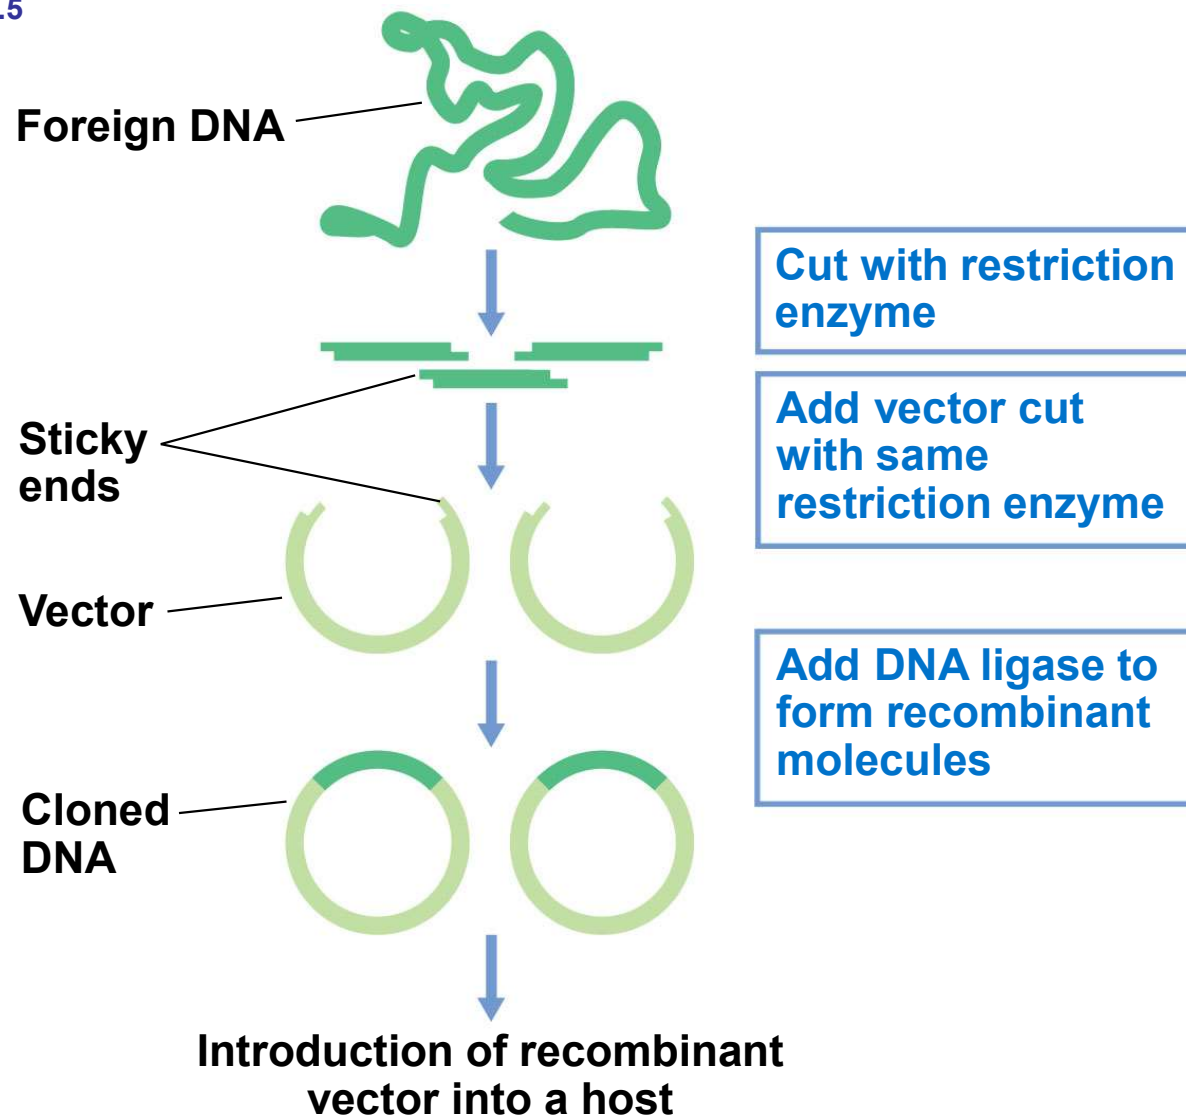 .5
Foreign DNA
Cut with restriction
enzyme
Sticky
ends
Add vector cut
with same
restriction enzyme
Vector
Add DNA ligase to
form recombinant
molecules
Cloned
DNA
Introduction of recombinant
vector into a host